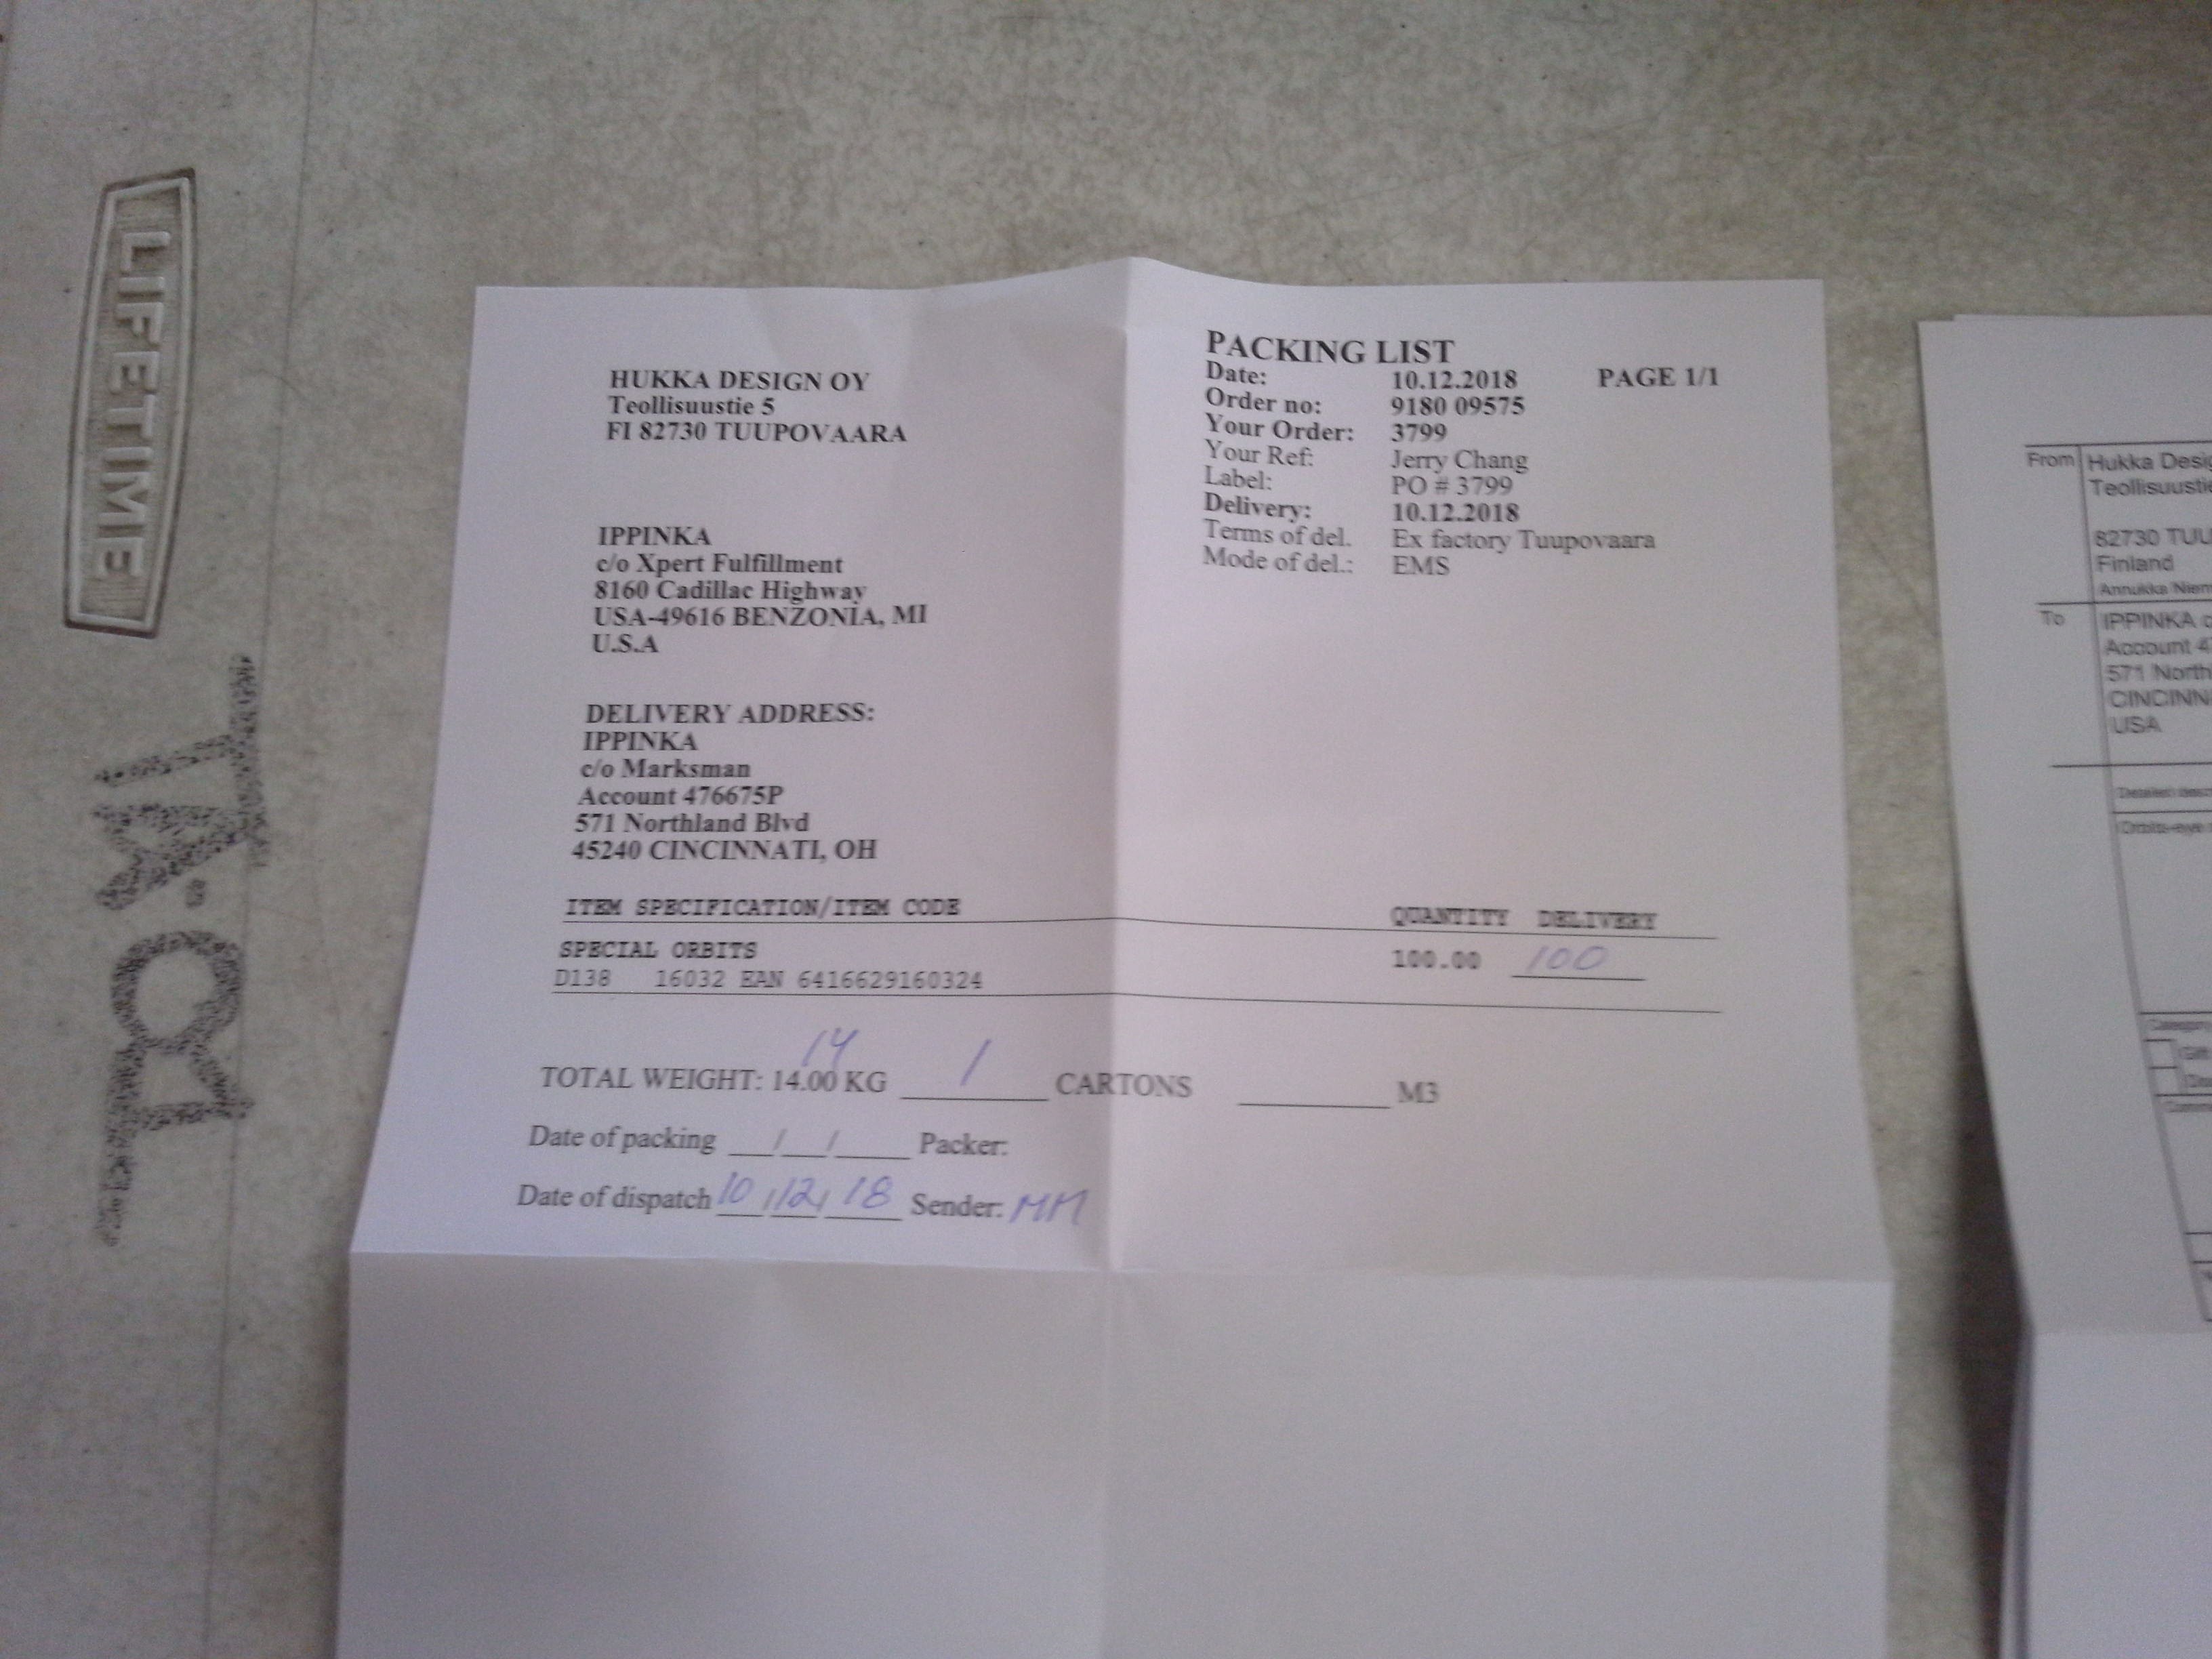 LIFETIME
HUKKA DESIGN OY
Teollisuustie 5
FI 82730 TUUPOVAARA
PACKING LIST
Date: 10.12.2018 PAGE 1/1
Order no: 9180 09575
Your Order: 3799
Your Ref: Jerry Chang
Label: PO # 3799
Delivery: 10.12.2018
Terms of del. Ex factory Tuupovaara
Mode of del.: EMS
IPPINKA
c/o Xpert Fulfillment
8160 Cadillac Highway
USA-49616 BENZONIA, MI
U.S.A
DELIVERY ADDRESS:
IPPINKA
c/o Marksman
Account 476675P
571 Northland Blvd
45240 CINCINNATI, OH
ITEM SPECIFICATION/ITEM CODE QUANTITY DELIVERY
SPECIAL ORBITS 100.00 100
D138 16032 EAN 6416629160324
14
TOTAL WEIGHT: 14.00 KG 1 CARTONS M3
Date of packing / / Packer:
Date of dispatch 10/12/18 Sender: MM
From Hukka Desig
Teollisuustie
82730 TUU
Finland
Annukka Niem
To IPPINKA c
Account 4
571 North
CINCINN
USA